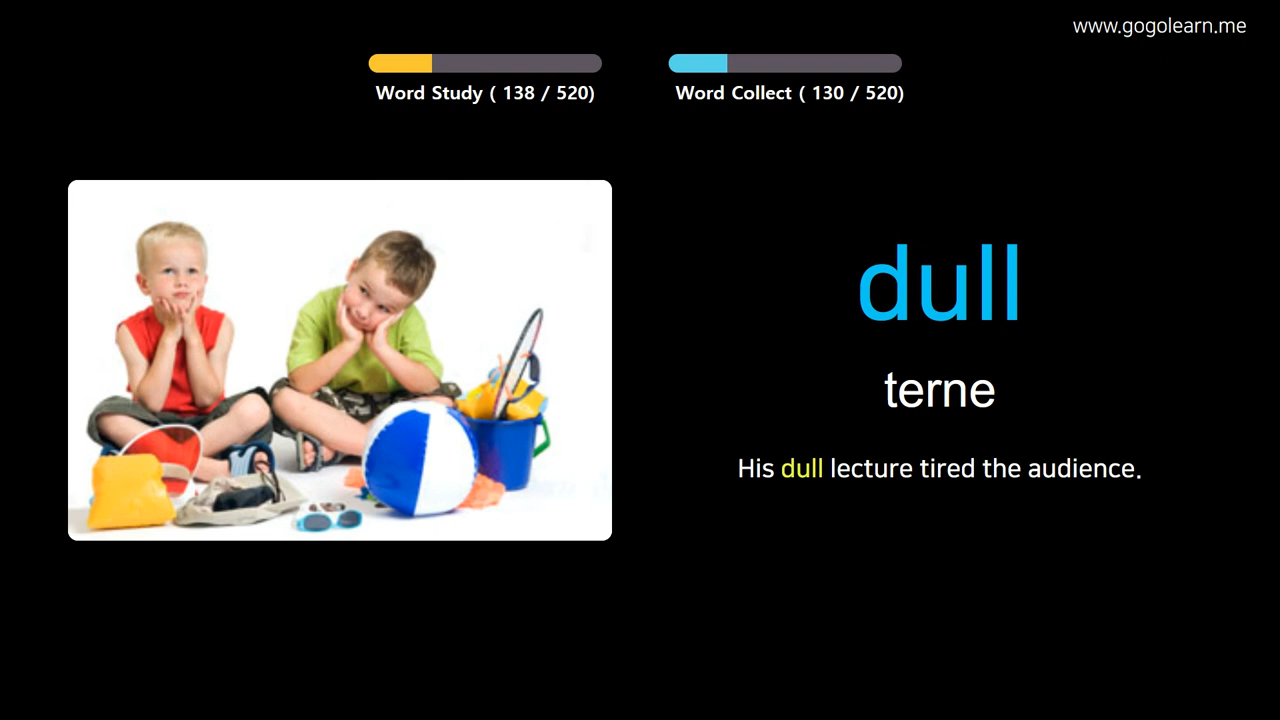 www.gogolearn.me
Word Study ( 138 / 520)
Word Collect ( 130 / 520)
dull
terne
His dull lecture tired the audience.